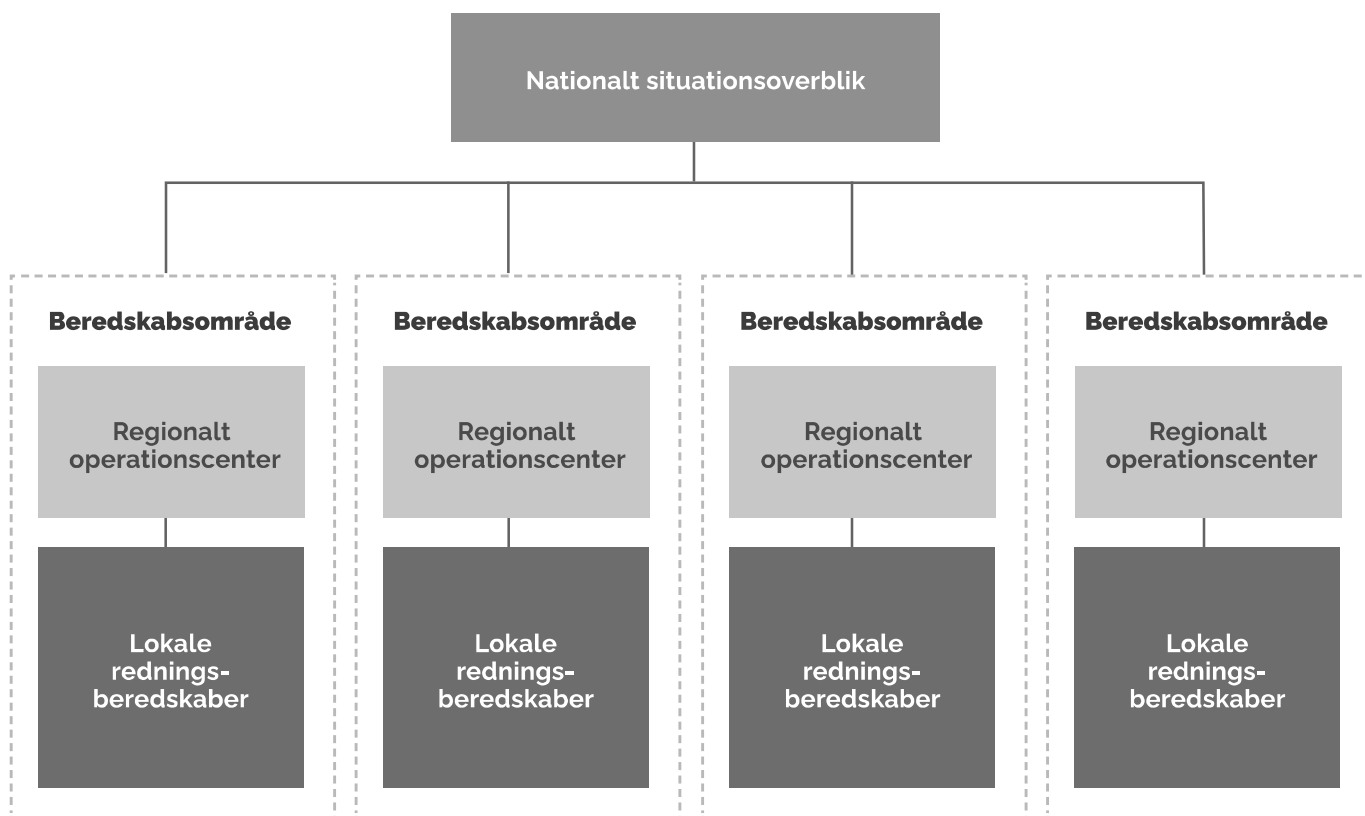 Nationalt situationsoverblik
Beredskabsområde
Regionalt
operationscenter
Lokale
rednings-
beredskaber
Beredskabsområde
Regionalt
operationscenter
Lokale
rednings-
beredskaber
Beredskabsområde
Regionalt
operationscenter
Lokale
rednings-
beredskaber
Beredskabsområde
Regionalt
operationscenter
Lokale
rednings-
beredskaber